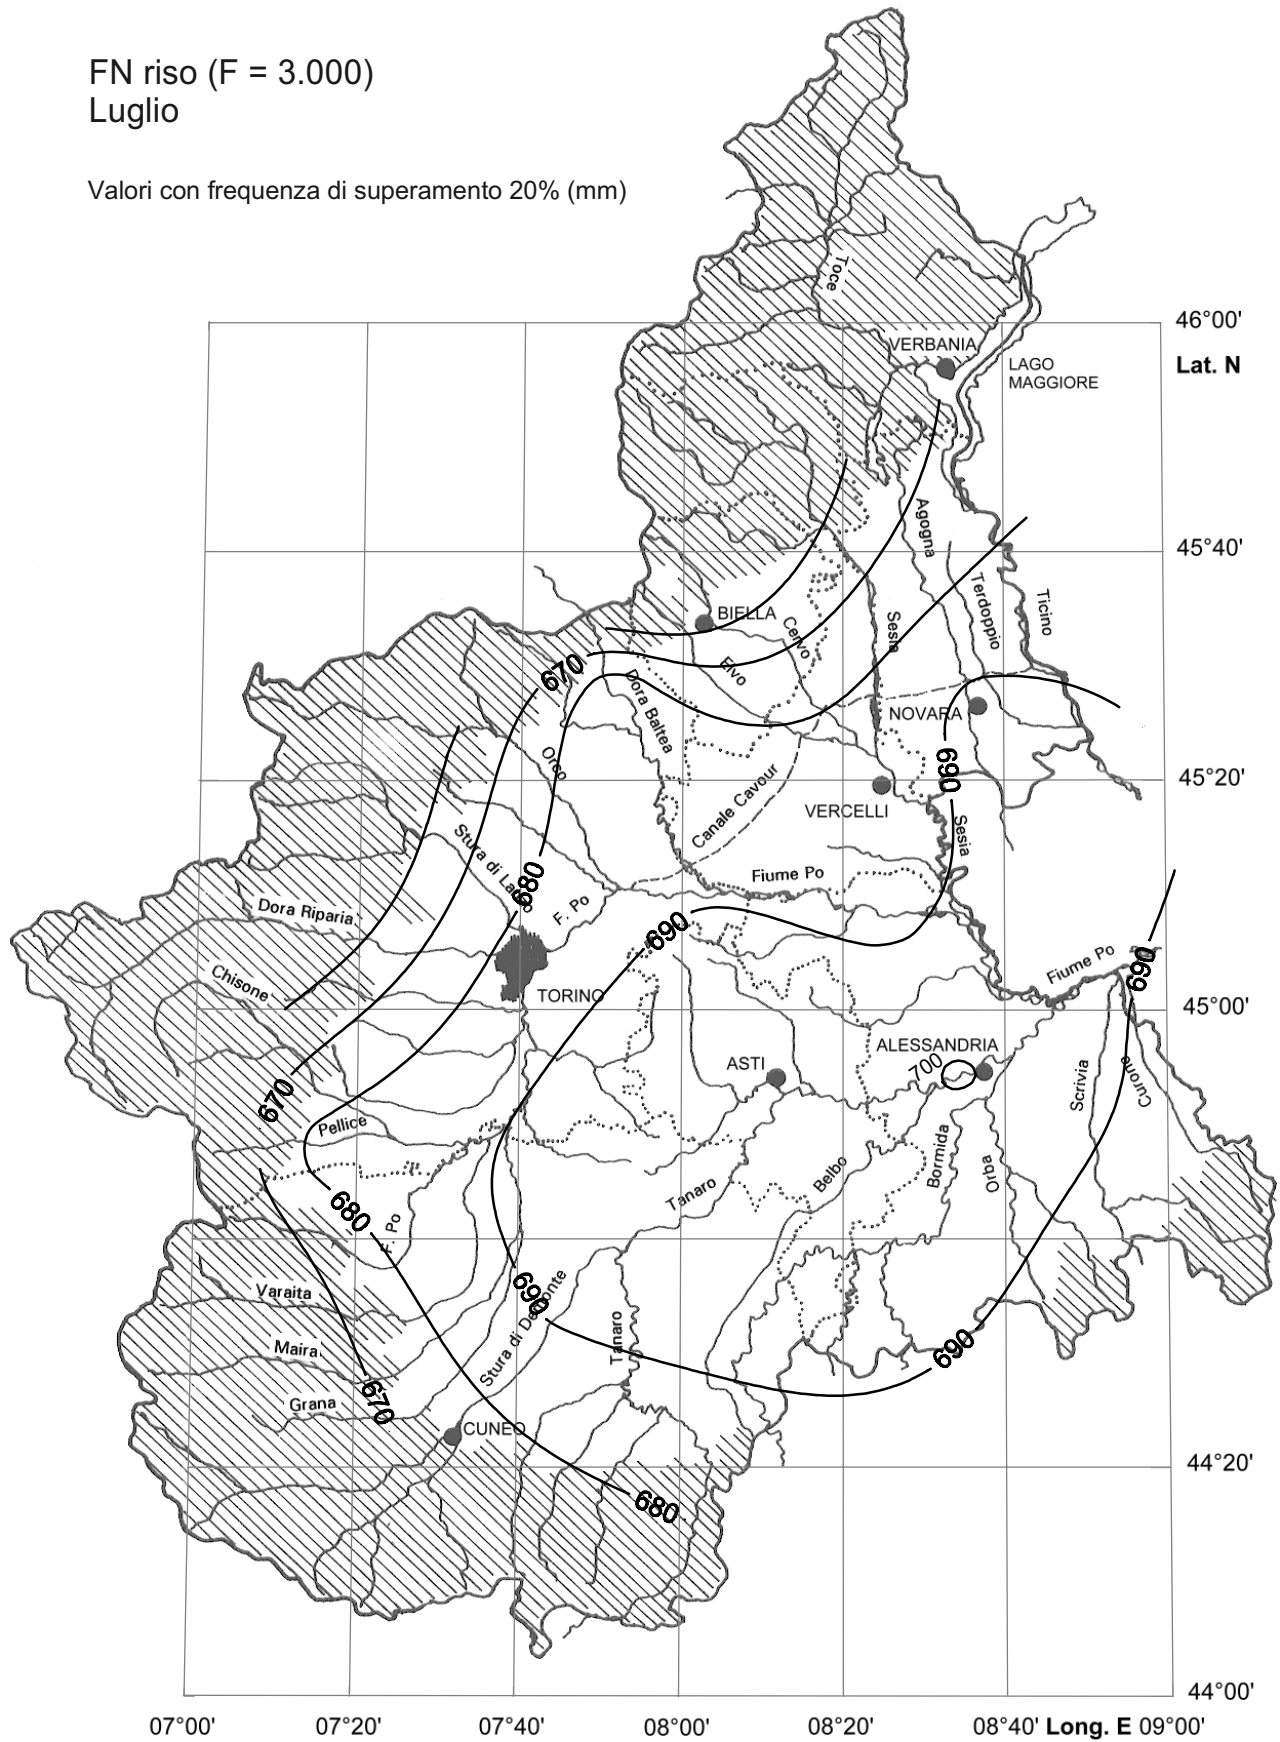 FN riso (F = 3.000)
Luglio
Valori con frequenza di superamento 20% (mm)
Toce
46°00'
VERBANIA
Lat. N
LAGO
MAGGIORE
Agogna
45°40'
Terdoppio
Ticino
BIELLA
Cervo
Sesia
Elvo
670
Dora Baltea
NOVARA
Orco
690
45°20'
Canale Cavour
VERCELLI
Sesia
Stura di La o
680
Fiume Po
F. Po
Dora Riparia
690
Fiume Po
690
Chisone
TORINO
45°00'
ALESSANDRIA
ASTI
700
Scrivia
Curone
670
Pellice
Bormida
Orba
Belbo
Tanaro
680
F. Po
Varaita
690
Stura di De onte
Tanaro
Maira
690
670
Grana
CUNEO
44°20'
680
44°00'
07°00' 07°20' 07°40' 08°00' 08°20' 08°40' Long. E 09°00'